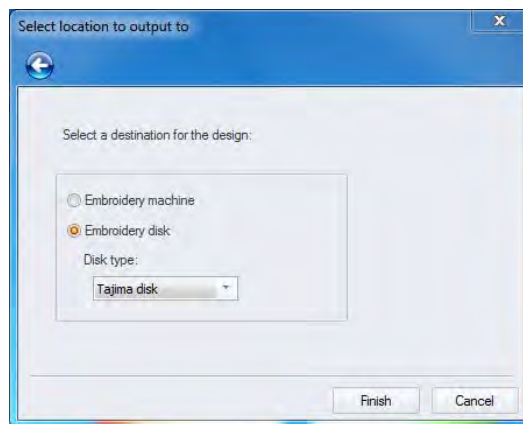 Select location to output to
Select a destination for the design:
Embroidery machine
Embroidery disk
Disk type:
Tajima disk
Finish Cancel